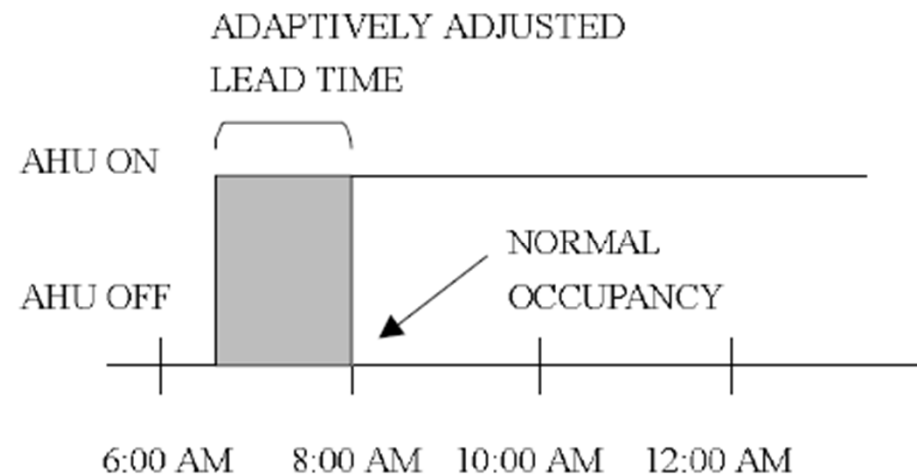 ADAPTIVELY ADJUSTED
LEAD TIME
AHU ON
NORMAL
AHU OFF
OCCUPANCY
6:00 AM
8:00 AM
10:00 AM
12:00 AM